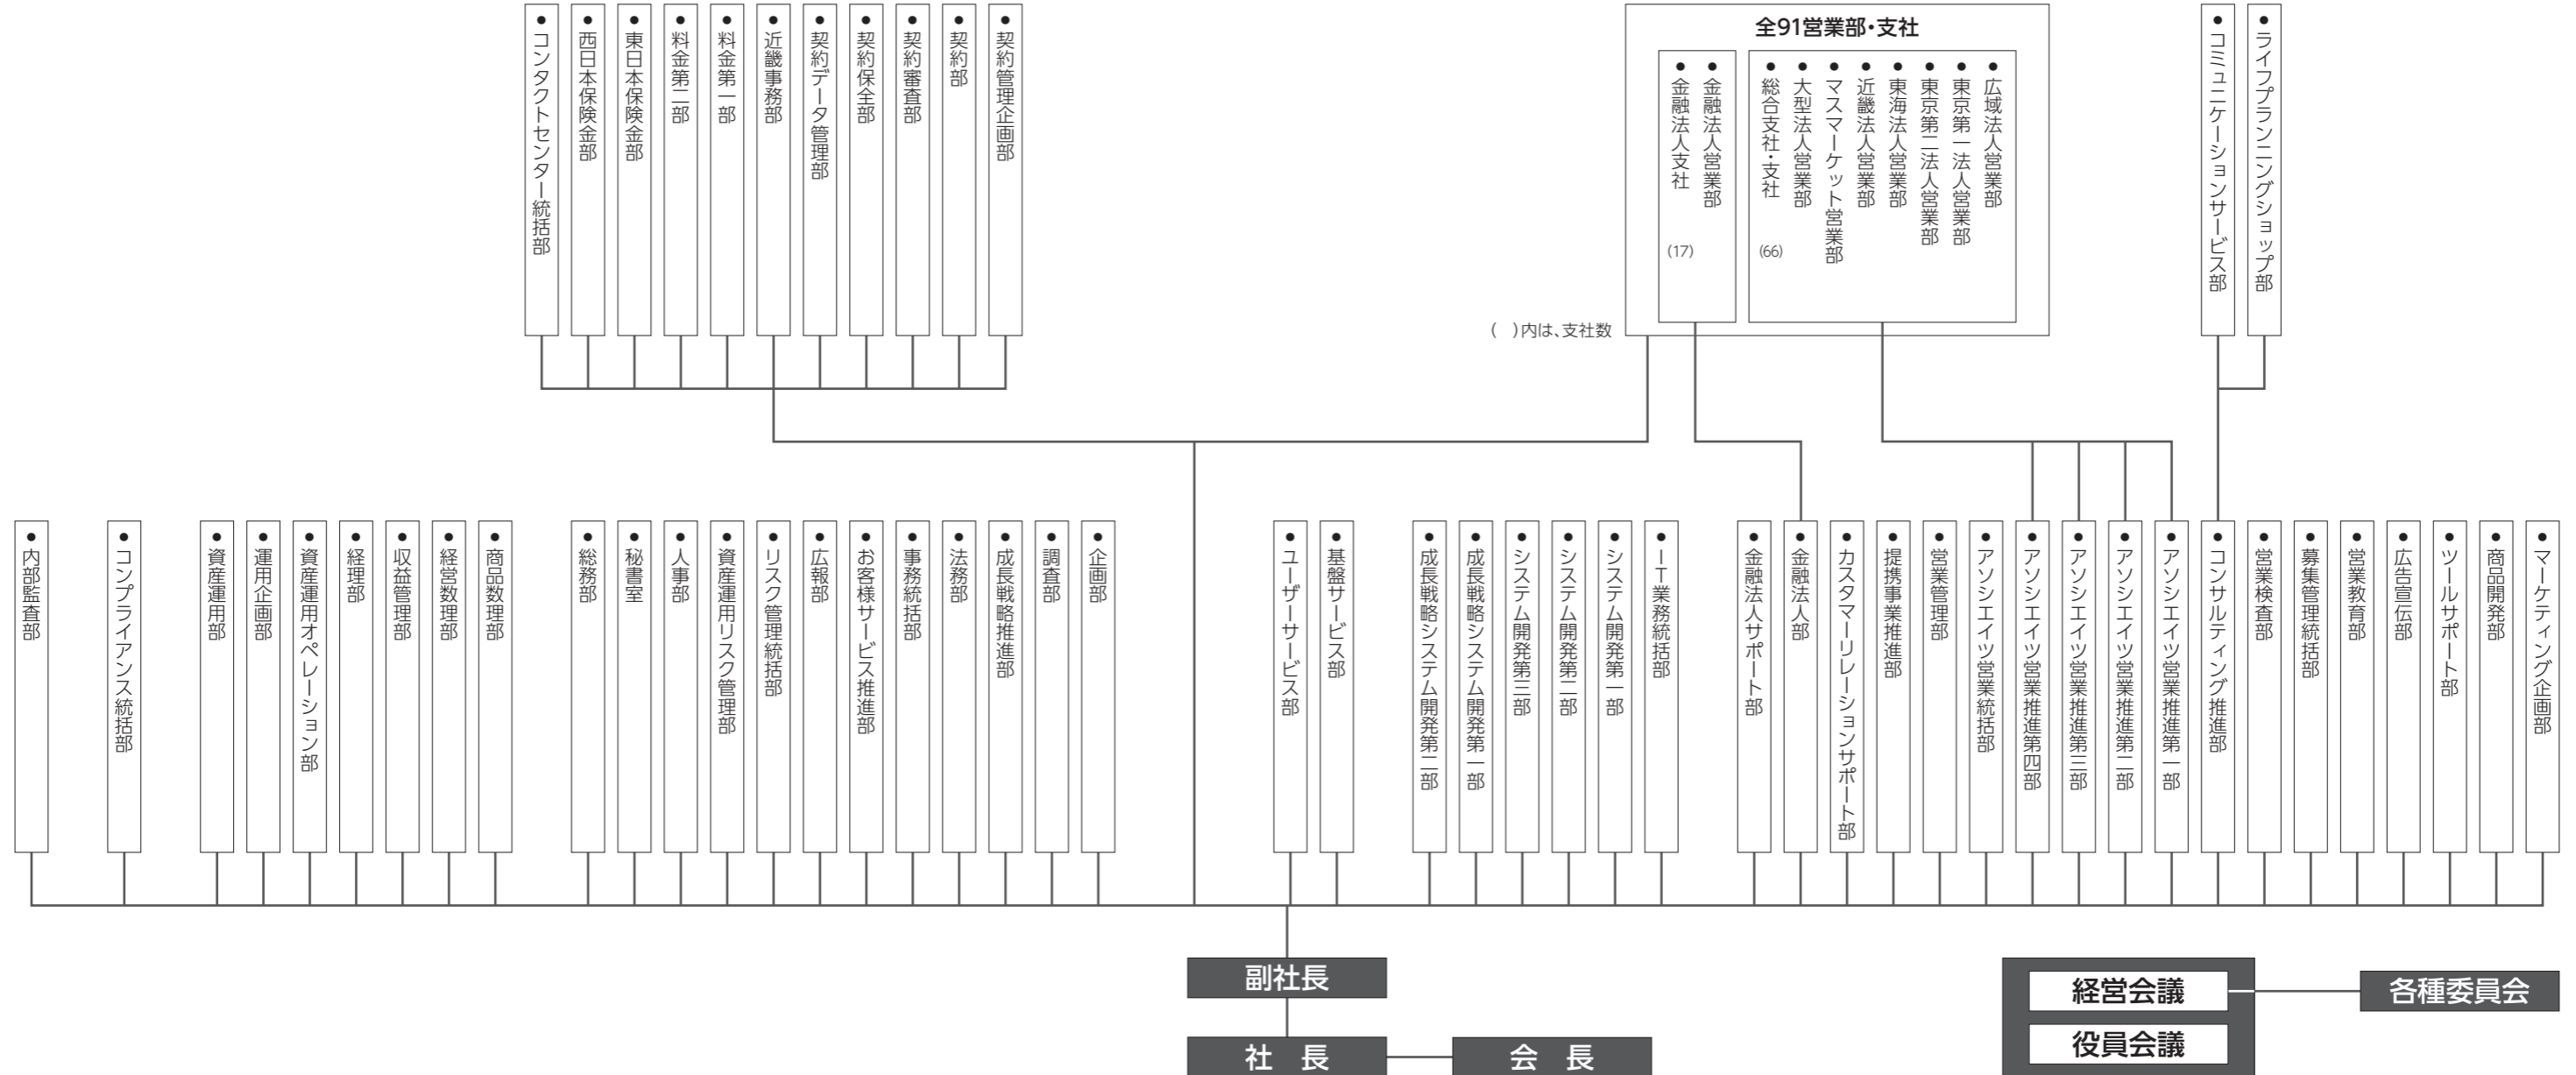 ● コンタクトセンター統括部
● 西日本保険金部
● 東日本保険金部
● 料金第二部
● 料金第一部
● 近畿事務部
● 契約データ管理部
● 契約保全部
● 契約審査部
● 契約部
● 契約管理企画部
全91営業部・支社
● 金融法人支社 (17)
● 金融法人営業部
● 総合支社・支社 (66)
● 大型法人営業部
● マスマーケット営業部
● 近畿法人営業部
● 東海法人営業部
● 東京第二法人営業部
● 東京第一法人営業部
● 広域法人営業部
( )内は、支社数
● コミュニケーションサービス部
● ライフプランニングショップ部
● 内部監査部
● コンプライアンス統括部
● 資産運用部
● 運用企画部
● 資産運用オペレーション部
● 経理部
● 収益管理部
● 経営数理部
● 商品数理部
● 総務部
● 秘書室
● 人事部
● 資産運用リスク管理部
● リスク管理統括部
● 広報部
● お客様サービス推進部
● 事務統括部
● 法務部
● 成長戦略推進部
● 調査部
● 企画部
● ユーザーサービス部
● 基盤サービス部
● 成長戦略システム開発第二部
● 成長戦略システム開発第一部
● システム開発第三部
● システム開発第二部
● システム開発第一部
● IT業務統括部
● 金融法人サポート部
● 金融法人部
● カスタマーリレーションサポート部
● 提携事業推進部
● 営業管理部
● アソシエイツ営業統括部
● アソシエイツ営業推進第四部
● アソシエイツ営業推進第三部
● アソシエイツ営業推進第二部
● アソシエイツ営業推進第一部
● コンサルティング推進部
● 営業検査部
● 募集管理統括部
● 営業教育部
● 広告宣伝部
● ツールサポート部
● 商品開発部
● マーケティング企画部
副社長
社 長
会 長
経営会議
役員会議
各種委員会